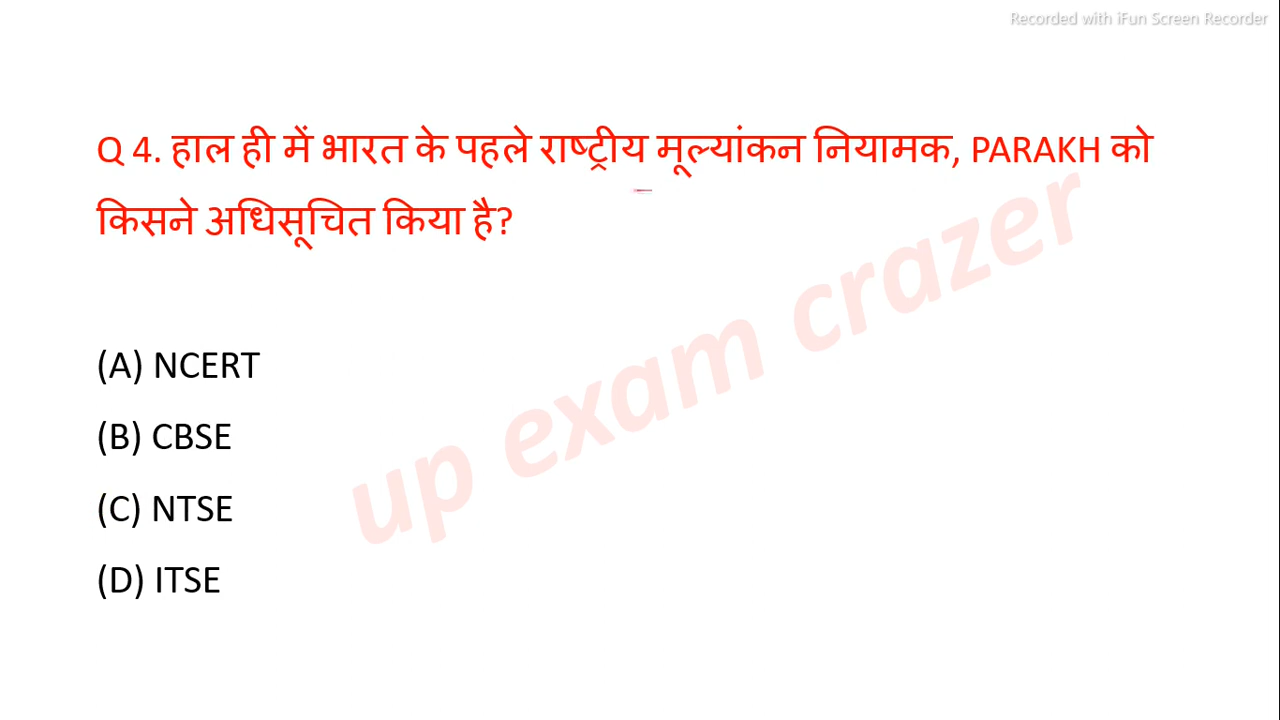 Recorded with iFun Screen Recorder
Q 4. हाल ही में भारत के पहले राष्ट्रीय मूल्यांकन नियामक, PARAKH को
किसने अधिसूचित किया है?
(A) NCERT
(B) CBSE
(C) NTSE
(D) ITSE
up exam crazer